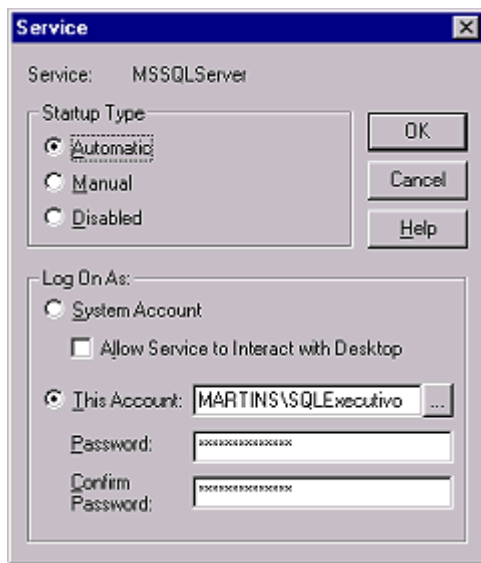 Service
Service: MSSQLServer
Startup Type
Automatic
Manual
Disabled
OK
Cancel
Help
Log On As:
System Account
Allow Service to Interact with Desktop
This Account: MARTINS\SQLExecutivo ...
Password: **************
Confirm
Password: **************